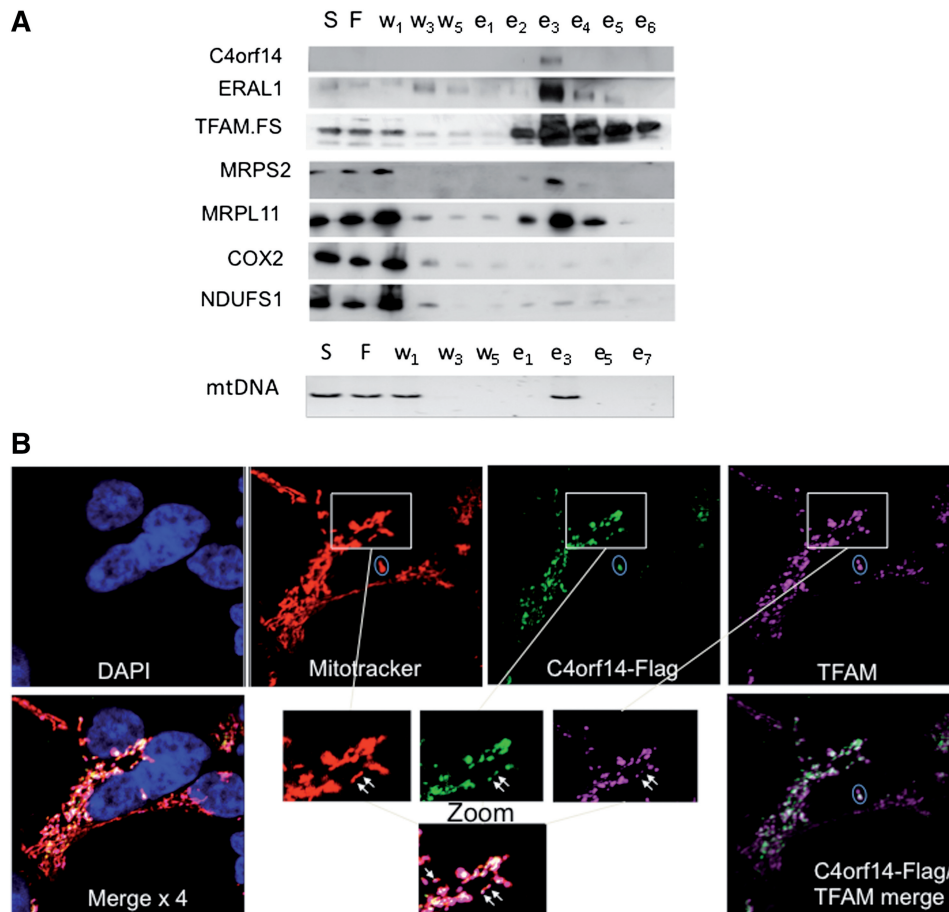 A
S F w1 w3 w5 e1 e2 e3 e4 e5 e6
C4orf14
ERAL1
TFAM.FS
MRPS2
MRPL11
COX2
NDUFS1
S F w1 w3 w5 e1 e3 e5 e7
mtDNA
B
DAPI
Mitotracker
C4orf14-Flag
TFAM
Merge x 4
Zoom
C4orf14-Flag/
TFAM merge